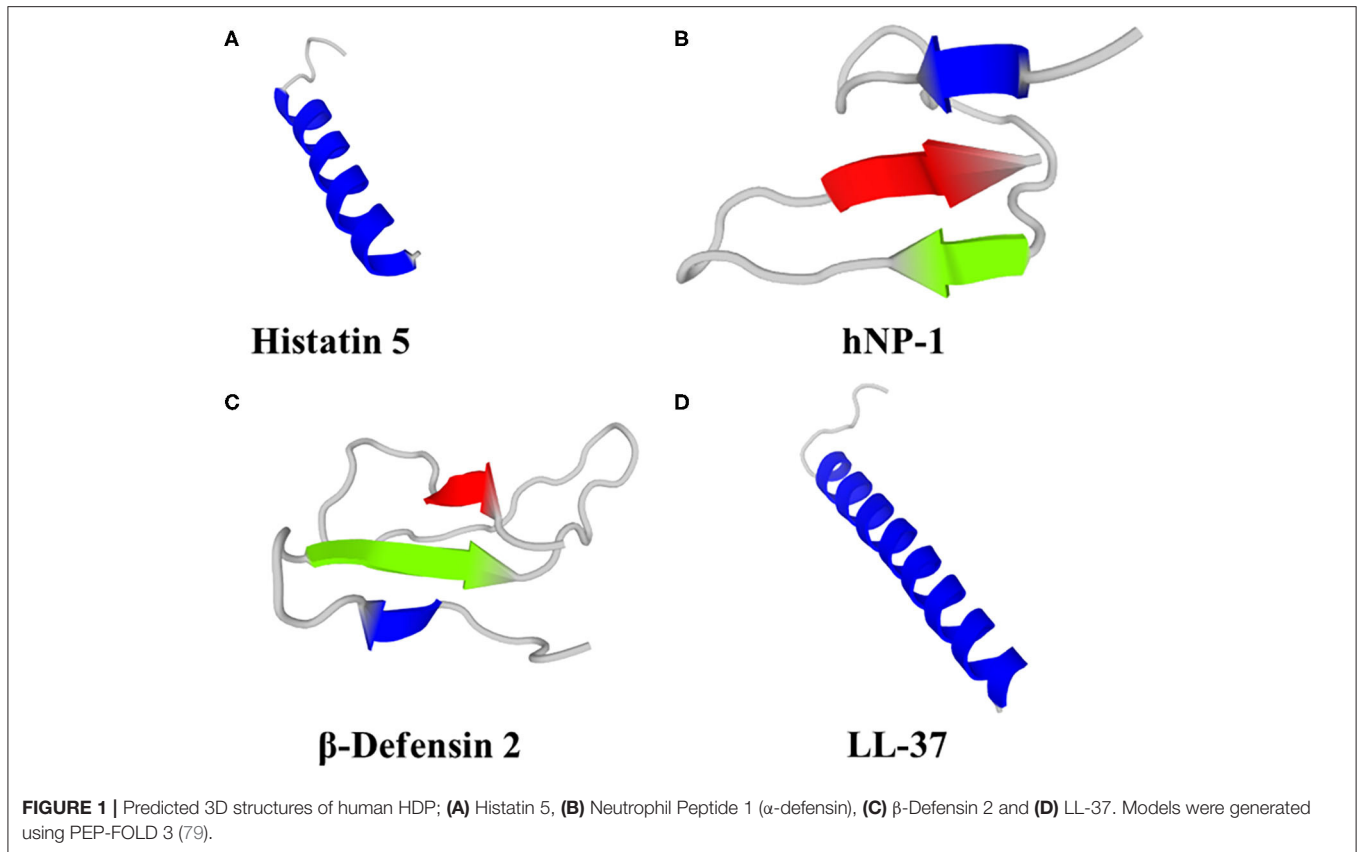 A
B
Histatin 5
hNP-1
C
D
β-Defensin 2
LL-37
FIGURE 1 | Predicted 3D structures of human HDP; (A) Histatin 5, (B) Neutrophil Peptide 1 (α-defensin), (C) β-Defensin 2 and (D) LL-37. Models were generated
using PEP-FOLD 3 (79).